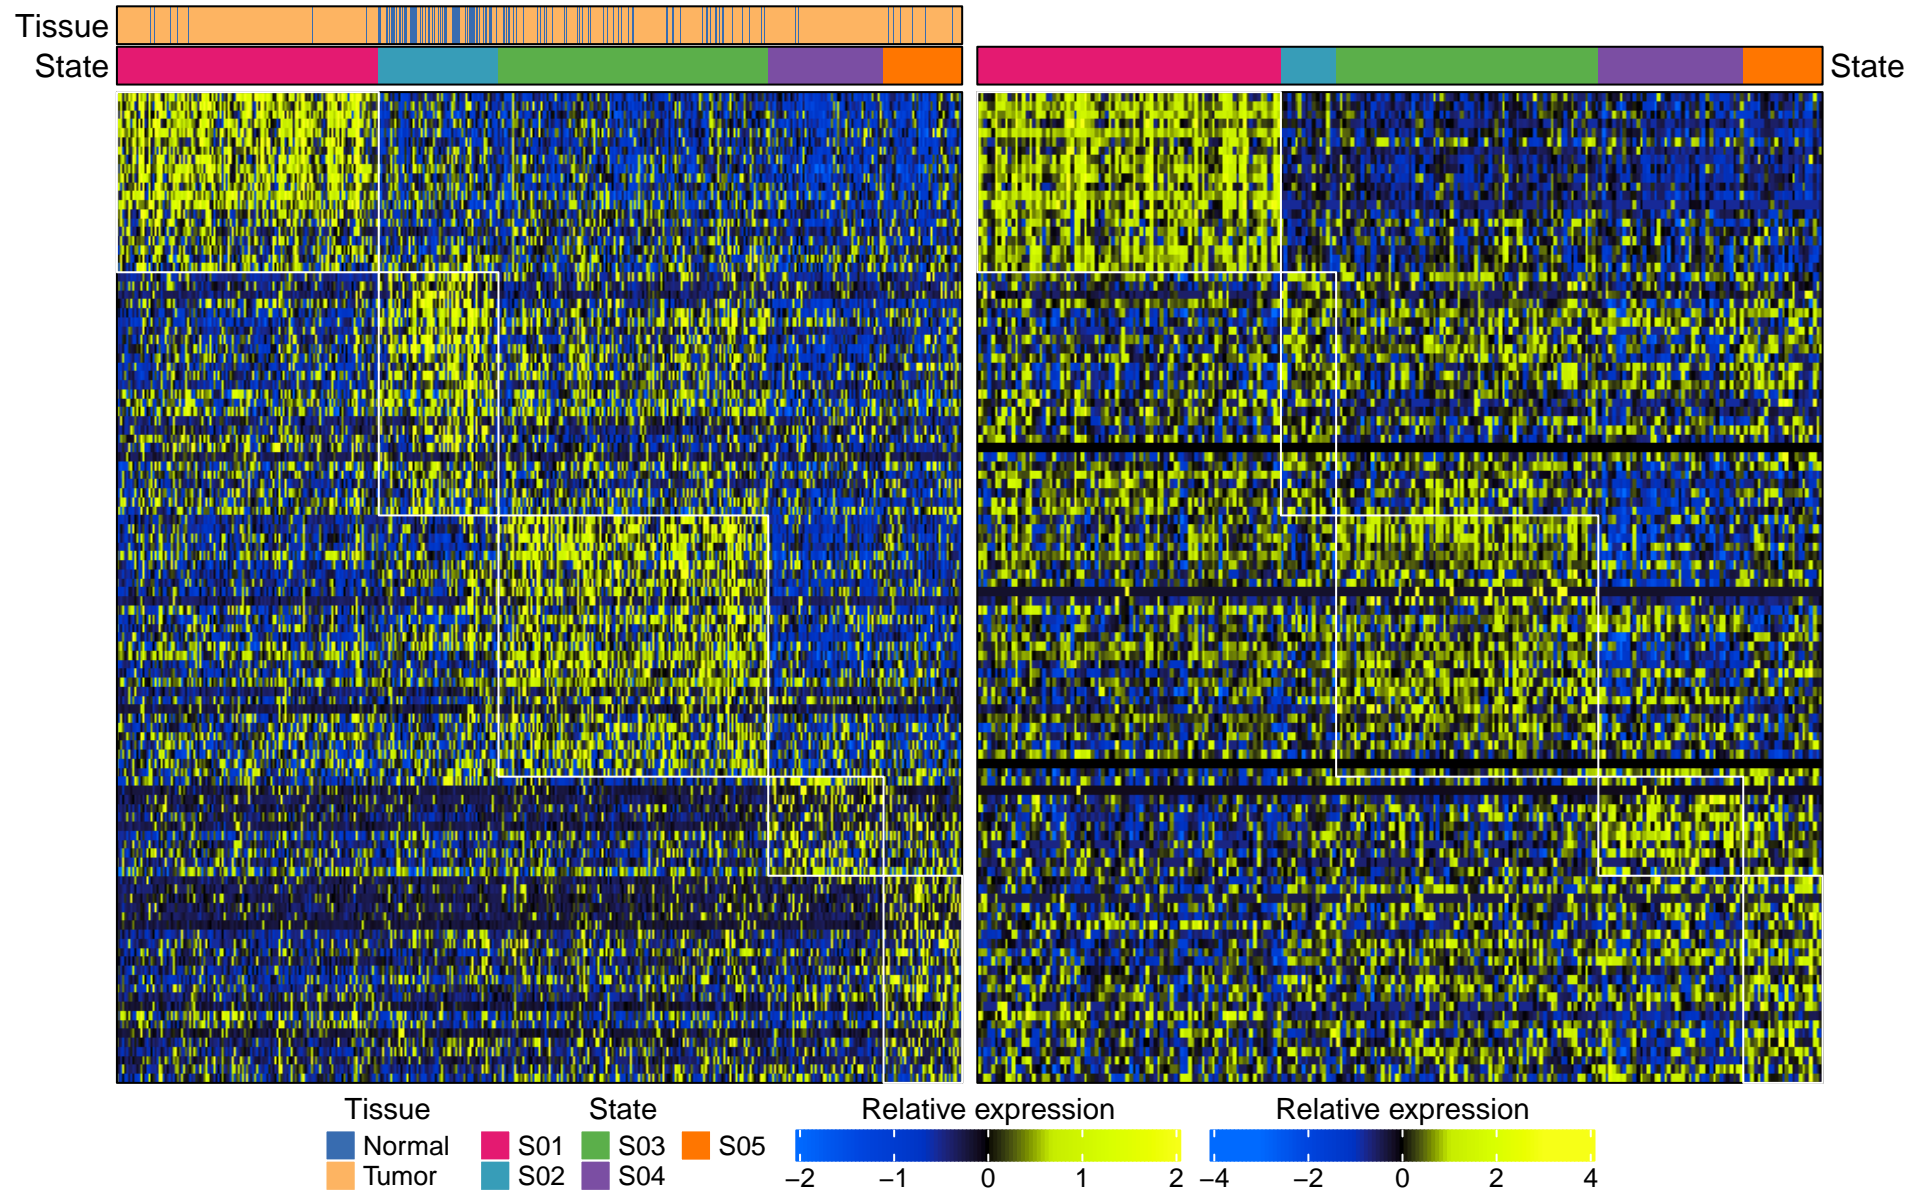 Tissue
State
State
Tissue State Relative expression Relative expression
Normal S01 S03 S05
Tumor S02 S04
−2 −1 0 1 2 −4 −2 0 2 4